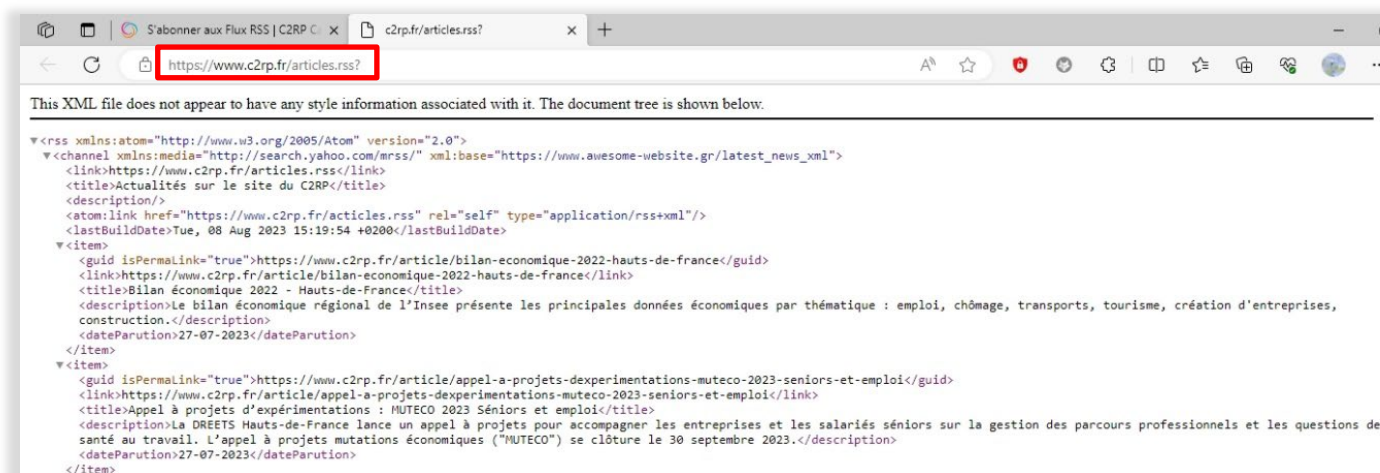 S'abonner aux Flux RSS | C2RP C
c2rp.fr/articles.rss?
https://www.c2rp.fr/articles.rss?
This XML file does not appear to have any style information associated with it. The document tree is shown below.
▼<rss xmlns:atom="http://www.w3.org/2005/Atom" version="2.0">
▼<channel xmlns:media="http://search.yahoo.com/mrss/" xml:base="https://www.awesome-website.gr/latest_news_xml">
<link>https://www.c2rp.fr/articles.rss</link>
<title>Actualités sur le site du C2RP</title>
<description/>
<atom:link href="https://www.c2rp.fr/acticles.rss" rel="self" type="application/rss+xml"/>
<lastBuildDate>Tue, 08 Aug 2023 15:19:54 +0200</lastBuildDate>
▼<item>
<guid isPermaLink="true">https://www.c2rp.fr/article/bilan-economique-2022-hauts-de-france</guid>
<link>https://www.c2rp.fr/article/bilan-economique-2022-hauts-de-france</link>
<title>Bilan économique 2022 - Hauts-de-France</title>
<description>Le bilan économique régional de l’Insee présente les principales données économiques par thématique : emploi, chômage, transports, tourisme, création d'entreprises,
construction.</description>
<dateParution>27-07-2023</dateParution>
</item>
▼<item>
<guid isPermaLink="true">https://www.c2rp.fr/article/appel-a-projets-dexperimentations-muteco-2023-seniors-et-emploi</guid>
<link>https://www.c2rp.fr/article/appel-a-projets-dexperimentations-muteco-2023-seniors-et-emploi</link>
<title>Appel à projets d’expérimentations : MUTECO 2023 Séniors et emploi</title>
<description>La DREETS Hauts-de-France lance un appel à projets pour accompagner les entreprises et les salariés séniors sur la gestion des parcours professionnels et les questions de
santé au travail. L’appel à projets mutations économiques ("MUTECO") se clôture le 30 septembre 2023.</description>
<dateParution>27-07-2023</dateParution>
</item>